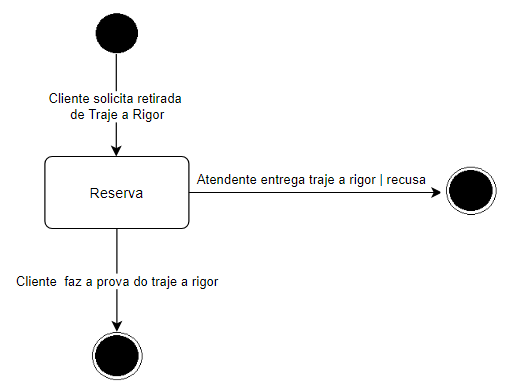 Cliente solicita retirada
de Traje a Rigor
Atendente entrega traje a rigor | recusa
Reserva
Cliente  faz a prova do traje a rigor